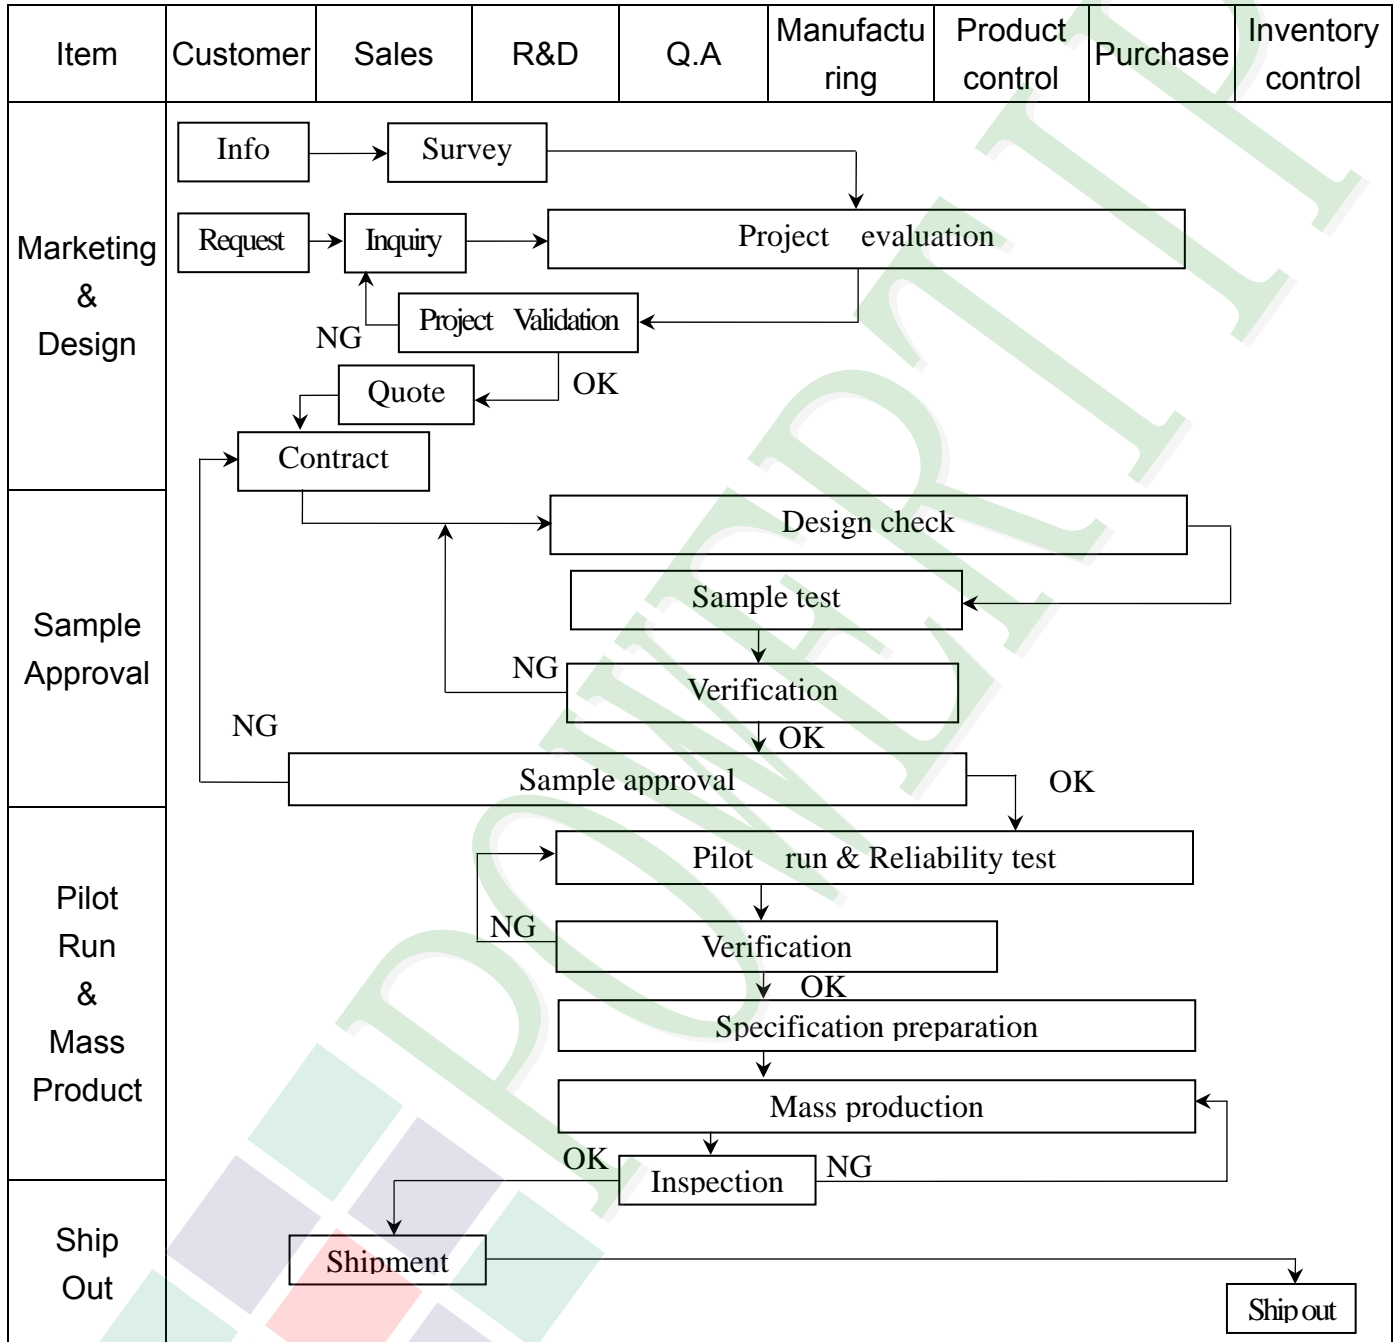 Item
Customer
Sales
R&D
Q.A
Manufactu
ring
Product
control
Purchase
Inventory
control
Marketing
&
Design
Info
Survey
Request
Inquiry
Project evaluation
NG
Project Validation
Quote
OK
Contract
Sample
Approval
Design check
Sample test
NG
Verification
NG
OK
Sample approval
OK
Pilot
Run
&
Mass
Product
Pilot run & Reliability test
NG
Verification
OK
Specification preparation
Mass production
OK
Inspection
NG
Ship
Out
Shipment
Ship out
POWERTIP